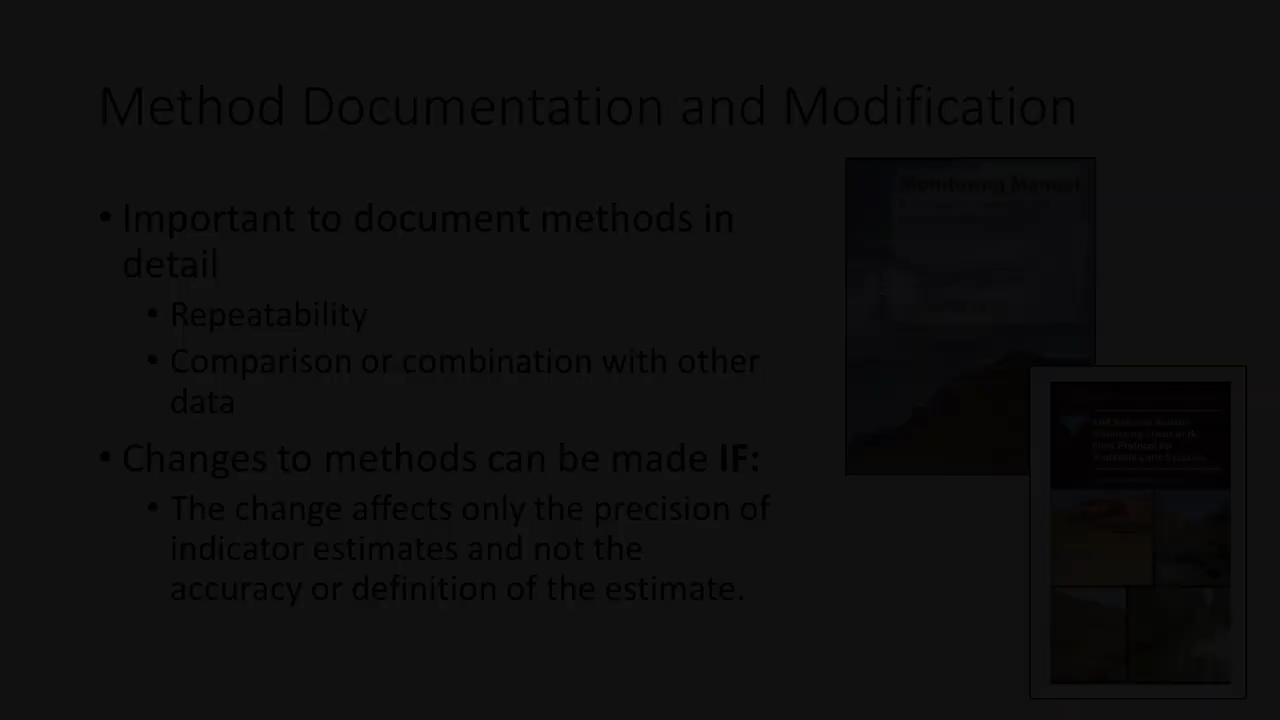 Method Documentation and Modification
• Important to document methods in
detail
• Repeatability
• Comparison or combination with other
data
• Changes to methods can be made IF:
• The change affects only the precision of
indicator estimates and not the
accuracy or definition of the estimate.
Monitoring Manual